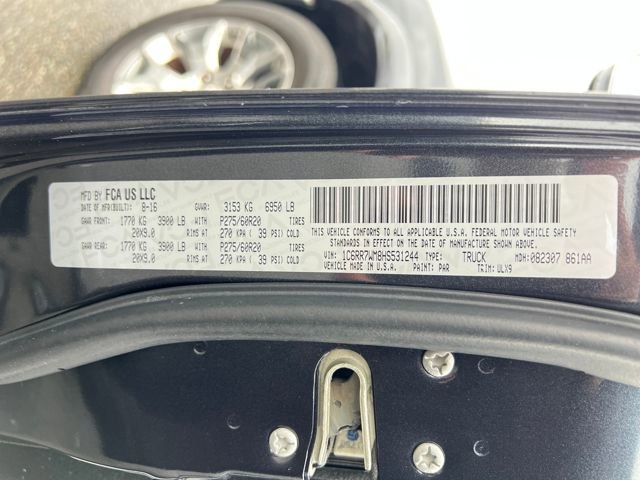 MFD BY FCA US LLC
DATE OF MFR(BUILT): 8-16 GVWR: 3153 KG 6950 LB
GAWR FRONT: 1770 KG 3900 LB WITH P275/60R20 TIRES
20X9.0 RIMS AT 270 KPA ( 39 PSI) COLD
GAWR REAR: 1770 KG 3900 LB WITH P275/60R20 TIRES
20X9.0 RIMS AT 270 KPA ( 39 PSI) COLD
THIS VEHICLE CONFORMS TO ALL APPLICABLE U.S.A. FEDERAL MOTOR VEHICLE SAFETY
STANDARDS IN EFFECT ON THE DATE OF MANUFACTURE SHOWN ABOVE.
VIN: 1C6RR7WM8HS531244 TYPE: TRUCK MDH: 082307 861AA
VEHICLE MADE IN U.S.A. PAINT: PAR TRIM: ULX9